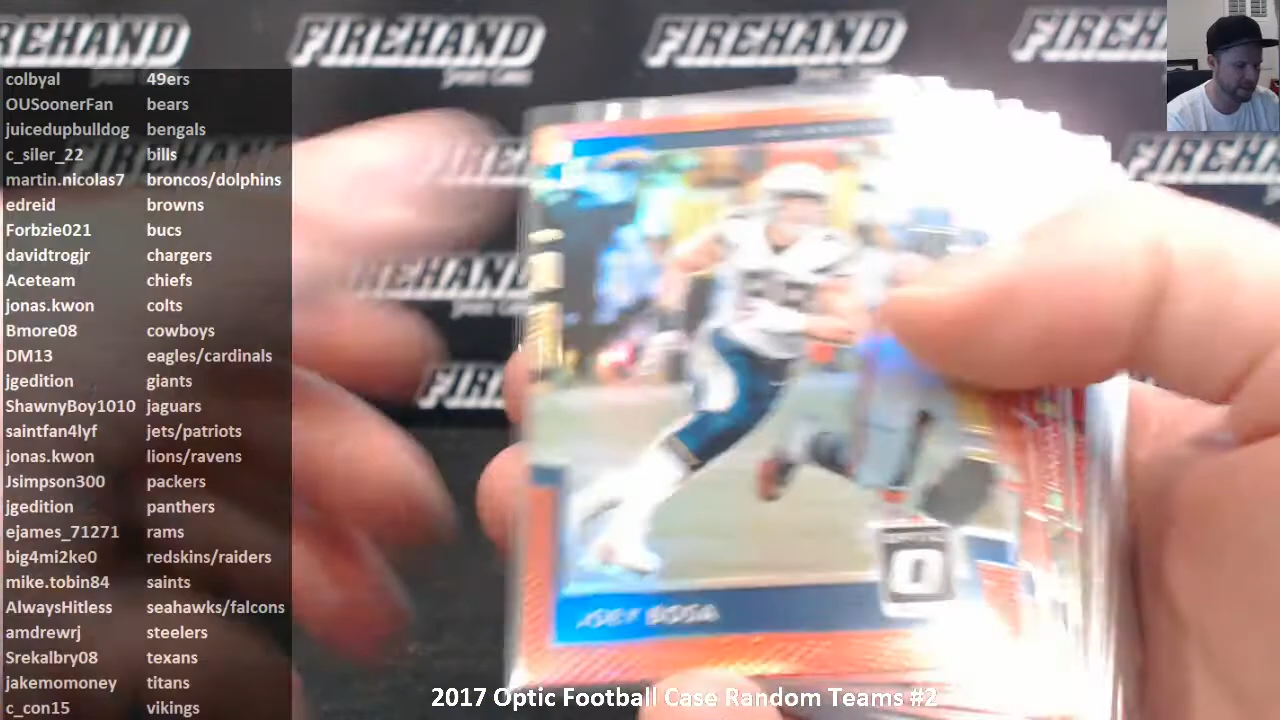 FIREHAND
FIREHAND
FIREHAND
colbyal 49ers
OUSoonerFan bears
juicedupbulldog bengals
c_siler_22 bills
martin.nicolas7 broncos/dolphins
edreid browns
Forbzie021 bucs
davidtrogjr chargers
Aceteam chiefs
jonas.kwon colts
Bmore08 cowboys
DM13 eagles/cardinals
jgedition giants
ShawnyBoy1010 jaguars
saintfan4lyf jets/patriots
jonas.kwon lions/ravens
Jsimpson300 packers
jgedition panthers
ejames_71271 rams
big4mi2ke0 redskins/raiders
mike.tobin84 saints
AlwaysHitless seahawks/falcons
amdrewrj steelers
Srekalbry08 texans
jakemomoney titans
c_con15 vikings
JOEY BOSA
2017 Optic Football Case Random Teams #2